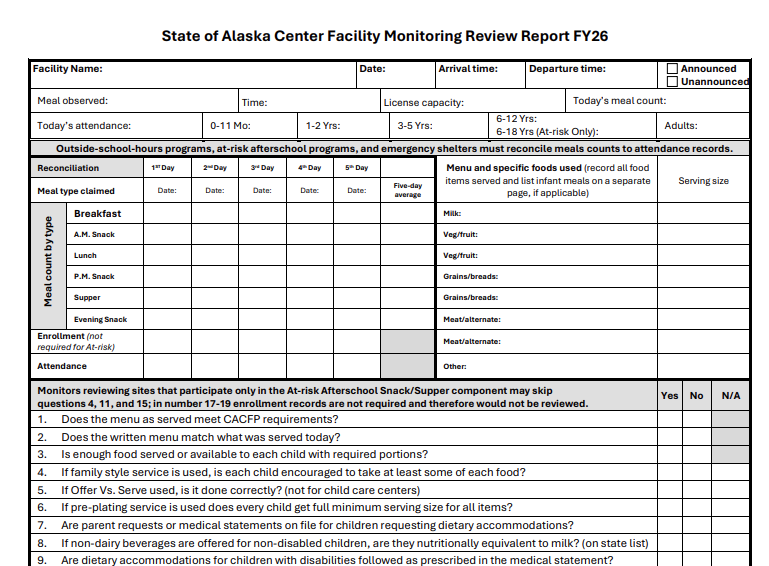 State of Alaska Center Facility Monitoring Review Report FY26
Facility Name: Date: Arrival time: Departure time: Announced
Unannounced
Meal observed: Time: License capacity: Today's meal count:
Today's attendance: 0-11 Mo: 1-2 Yrs: 3-5 Yrs: 6-12 Yrs: Adults:
6-18 Yrs (At-risk Only):
Outside-school-hours programs, at-risk afterschool programs, and emergency shelters must reconcile meals counts to attendance records.
Reconciliation 1ST Day 2nd Day 3rd Day 4th Day 5th Day
Meal type claimed Date: Date: Date: Date: Date: Five-day
average
Menu and specific foods used (record all food
items served and list infant meals on a separate
page, if applicable)
Serving size
Meal count by type
Breakfast Milk:
A.M. Snack Veg/fruit:
Lunch Veg/fruit:
P.M. Snack Grains/breads:
Supper Grains/breads:
Evening Snack Meat/alternate:
Enrollment (not
required for At-risk) Meat/alternate:
Attendance Other:
Monitors reviewing sites that participate only in the At-risk Afterschool Snack/Supper component may skip
questions 4, 11, and 15; in number 17-19 enrollment records are not required and therefore would not be reviewed.
Yes No N/A
1. Does the menu as served meet CACFP requirements?
2. Does the written menu match what was served today?
3. Is enough food served or available to each child with required portions?
4. If family style service is used, is each child encouraged to take at least some of each food?
5. If Offer Vs. Serve used, is it done correctly? (not for child care centers)
6. If pre-plating service is used does every child get full minimum serving size for all items?
7. Are parent requests or medical statements on file for children requesting dietary accommodations?
8. If non-dairy beverages are offered for non-disabled children, are they nutritionally equivalent to milk? (on state list)
9. Are dietary accommodations for children with disabilities followed as prescribed in the medical statement?